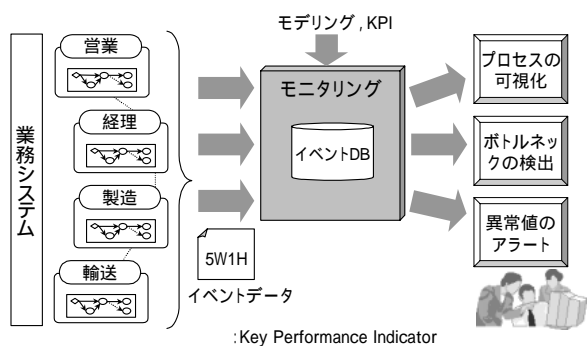 モデリング , KPI
業務システム
営業
経理
製造
輸送
モニタリング
イベントDB
5W1H
イベントデータ
プロセスの
可視化
ボトルネッ
クの検出
異常値の
アラート
:Key Performance Indicator